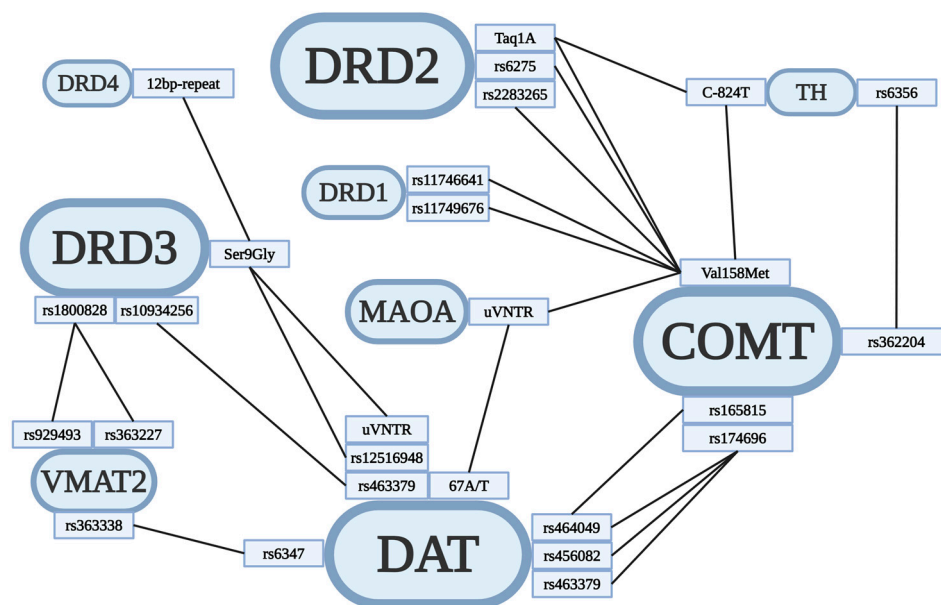 DRD2
Taq1A
rs6275
rs2283265
DRD4
12bp-repeat
C-824T
TH
rs6356
DRD1
rs11746641
rs11749676
DRD3
Ser9Gly
rs1800828
rs10934256
MAOA
uVNTR
Val158Met
COMT
rs362204
rs165815
rs174696
rs929493
rs363227
VMAT2
rs363338
uVNTR
rs12516948
rs463379
67A/T
rs6347
DAT
rs464049
rs456082
rs463379